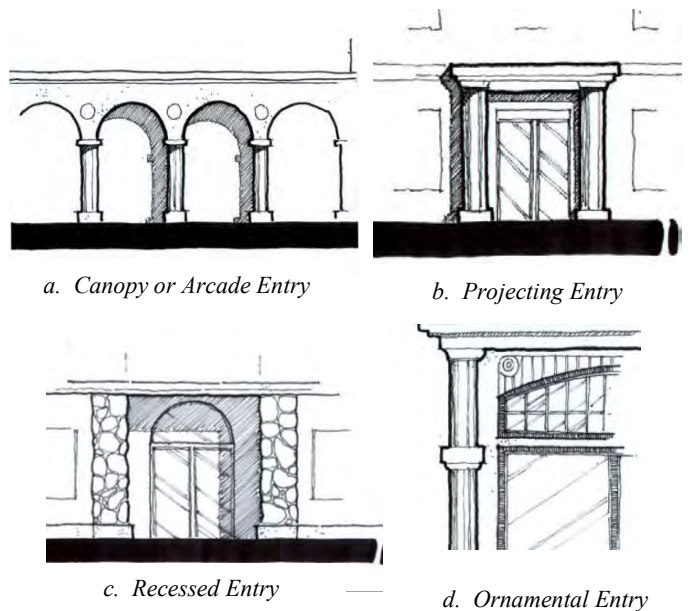 a. Canopy or Arcade Entry
b. Projecting Entry
c. Recessed Entry
d. Ornamental Entry